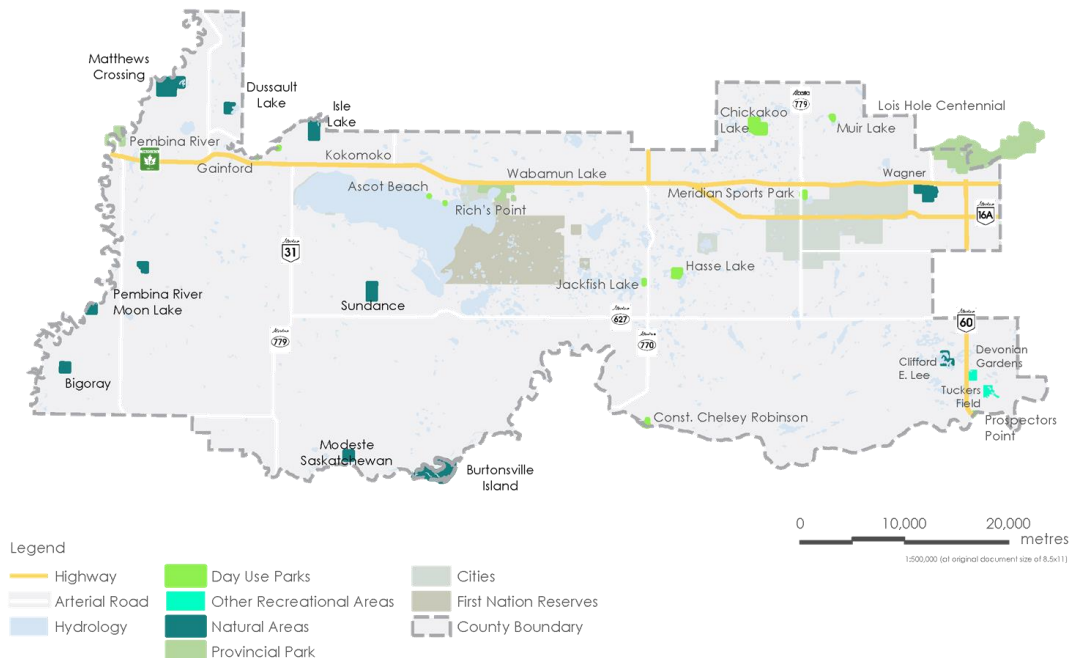 Matthews
Crossing
Dussault
Lake
Isle
Lake
Chickakoo
Lake
779
Lois Hole Centennial
Muir Lake
Pembina River
Gainford
Kokomoko
Wabamun Lake
Wagner
Ascot Beach
Meridian Sports Park
Rich's Point
16A
31
Hasse Lake
Jackfish Lake
Pembina River
Moon Lake
Sundance
627
60
779
770
Bigoray
Clifford
E. Lee
Devonian
Gardens
Tuckers
Field
Prospectors
Point
Const. Chelsey Robinson
Modeste
Saskatchewan
Burtonsville
Island
0 10,000 20,000
metres
1:500,000 (at original document size of 8.5x11)
Legend
Highway
Arterial Road
Hydrology
Day Use Parks
Other Recreational Areas
Natural Areas
Provincial Park
Cities
First Nation Reserves
County Boundary